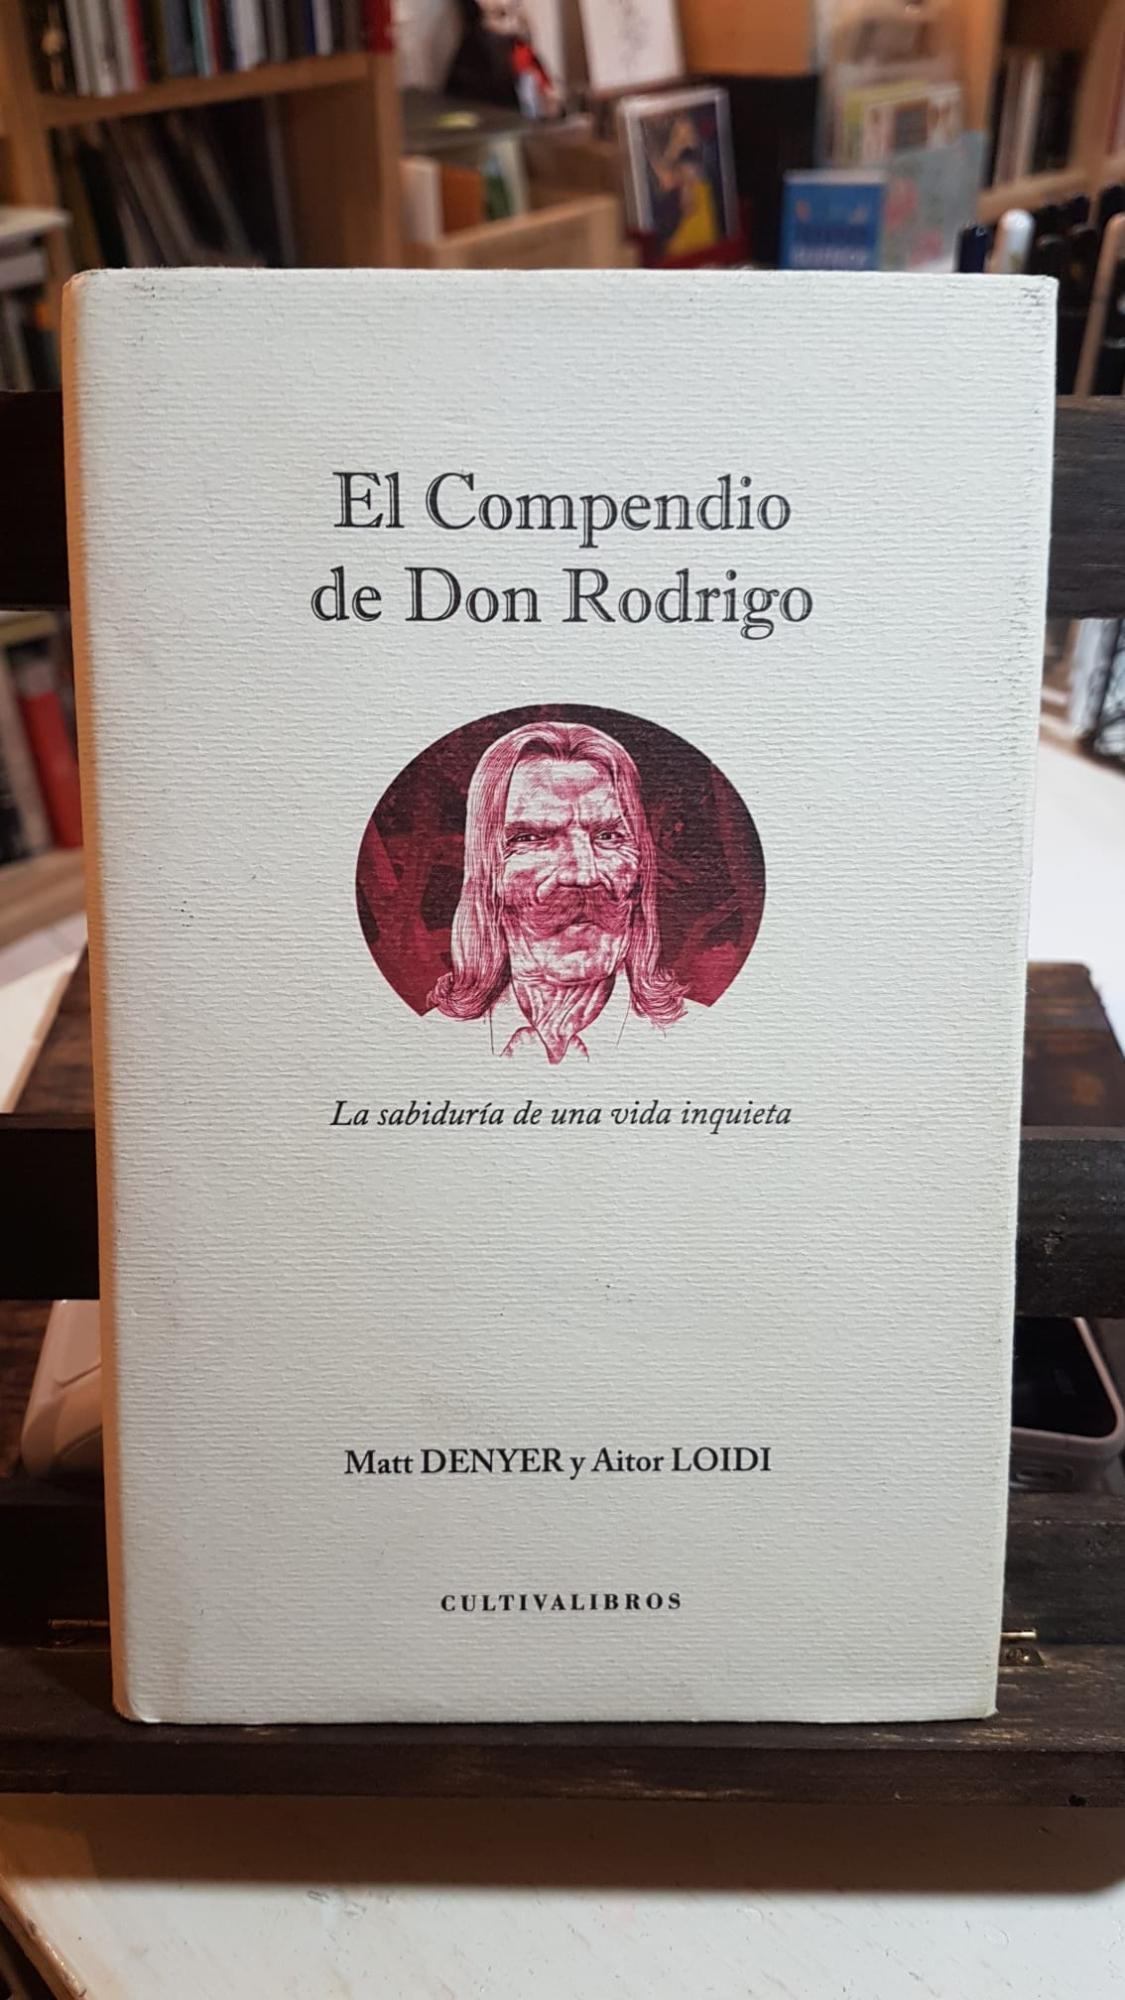 El Compendio
de Don Rodrigo
La sabiduría de una vida inquieta
Matt DENYER y Aitor LOIDI
CULTIVALIBROS